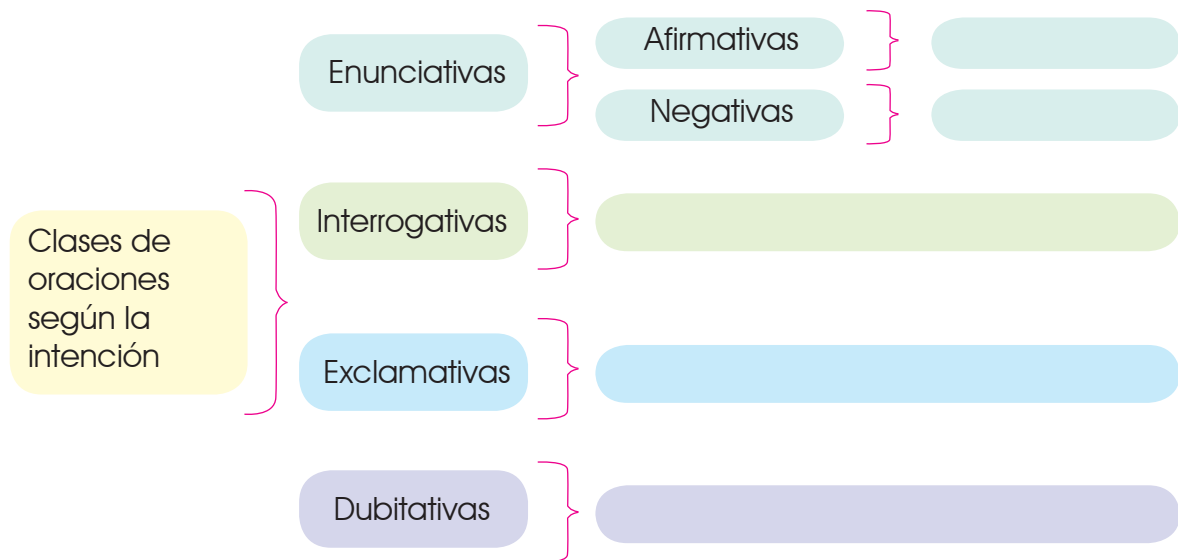 Clases de
oraciones
según la
intención
Enunciativas
Afirmativas
Negativas
Interrogativas
Exclamativas
Dubitativas